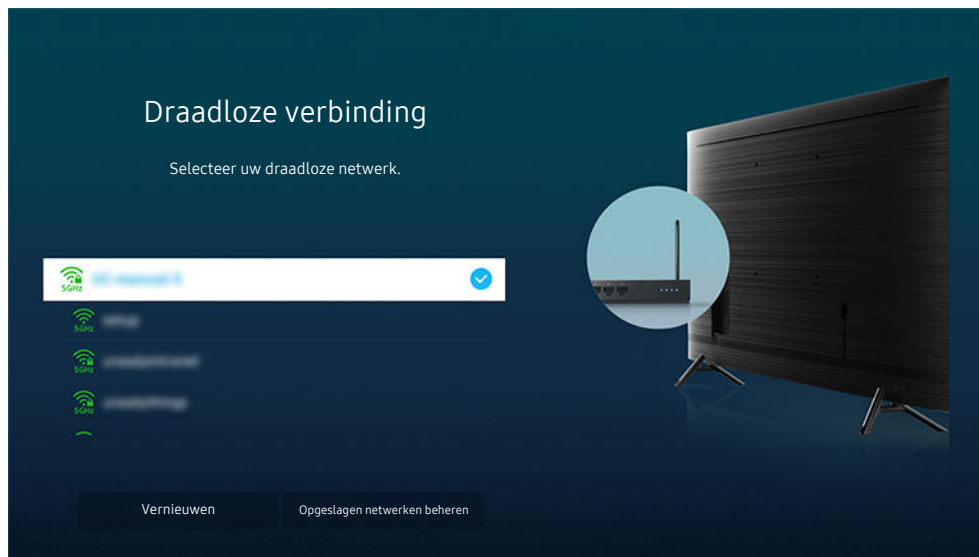 Draadloze verbinding
Selecteer uw draadloze netwerk.
5GHz
5GHz
5GHz
5GHz
Vernieuwen
Opgeslagen netwerken beheren